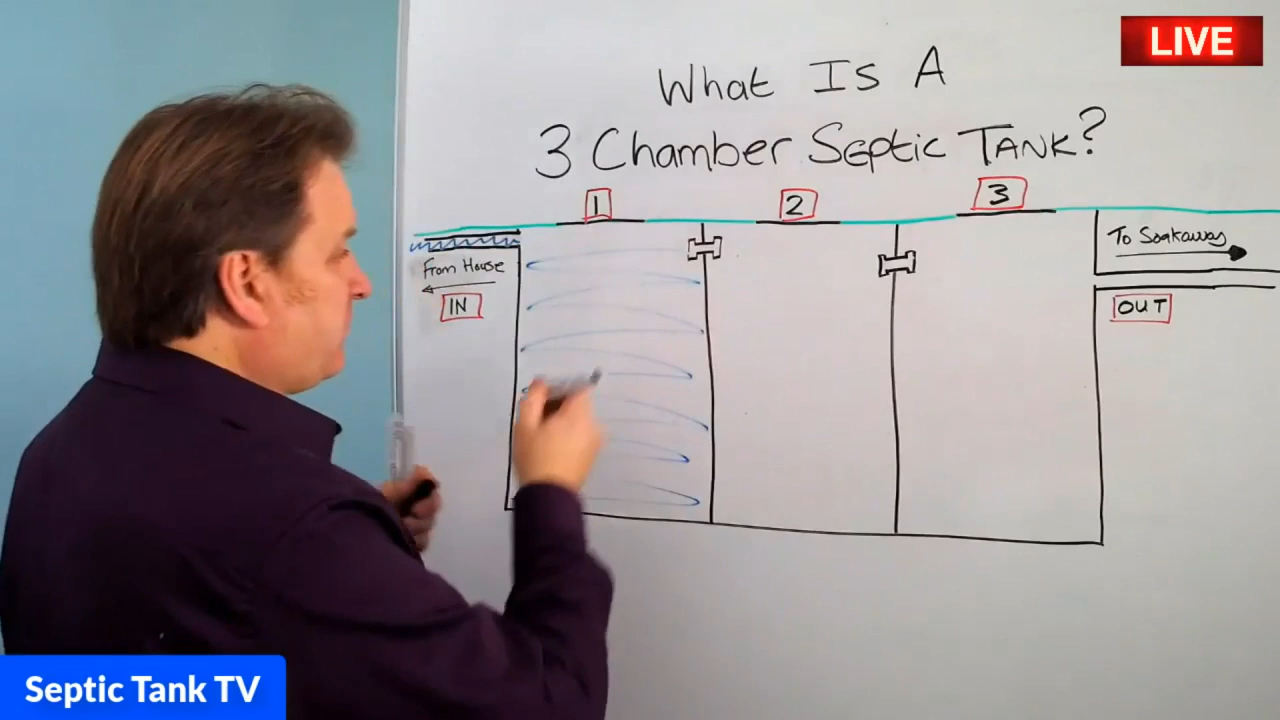 LIVE
What Is A
3 Chamber Septic Tank?
1
2
3
From House
IN
To Soakaway
OUT
Septic Tank TV